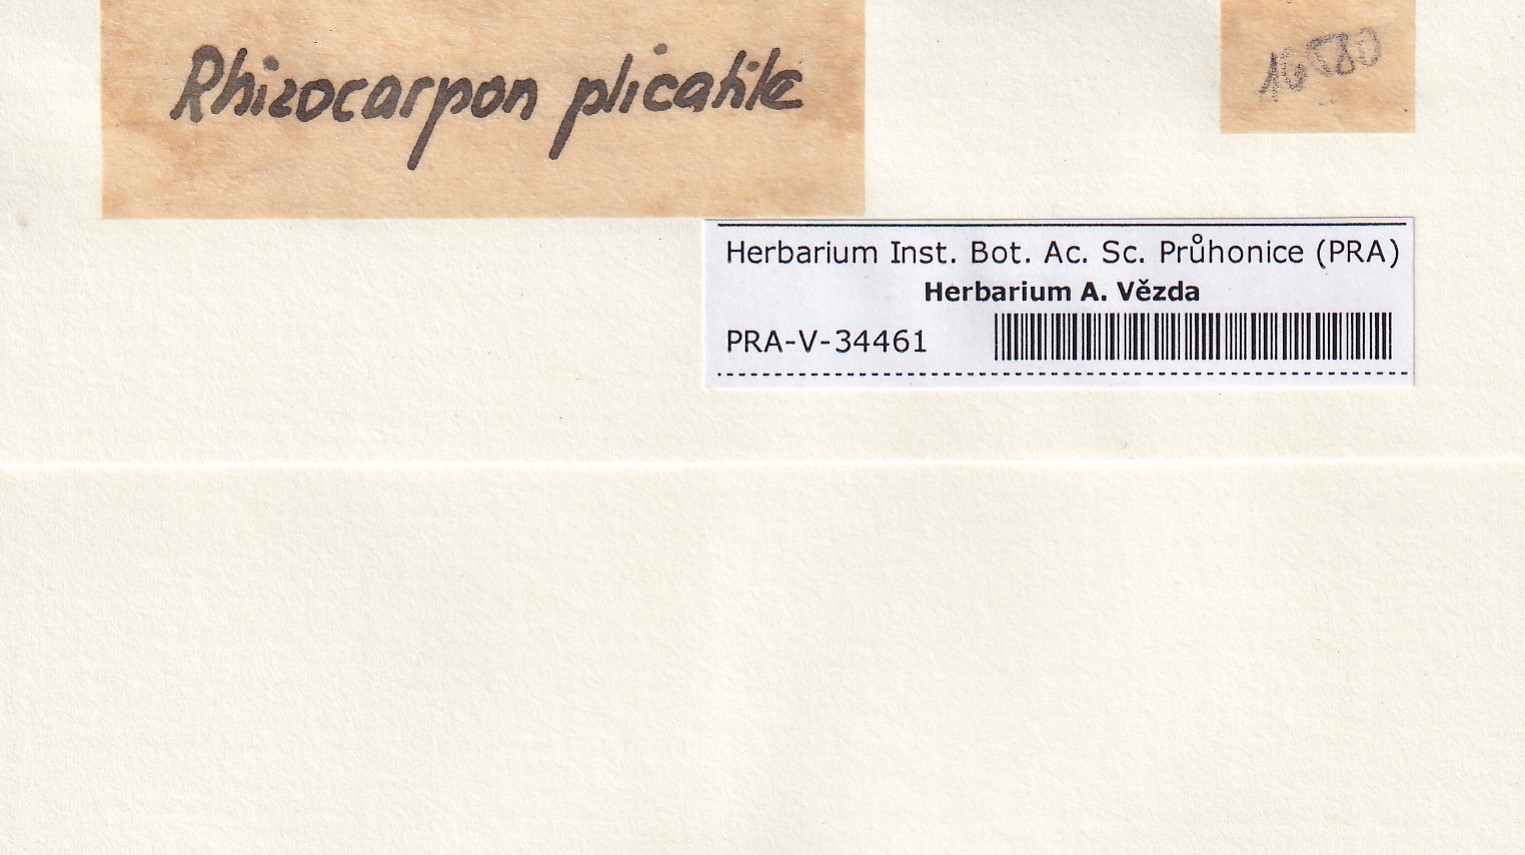 Rhizocarpon plicatile
16580
Herbarium Inst. Bot. Ac. Sc. Průhonice (PRA)
Herbarium A. Vězda
PRA-V-34461